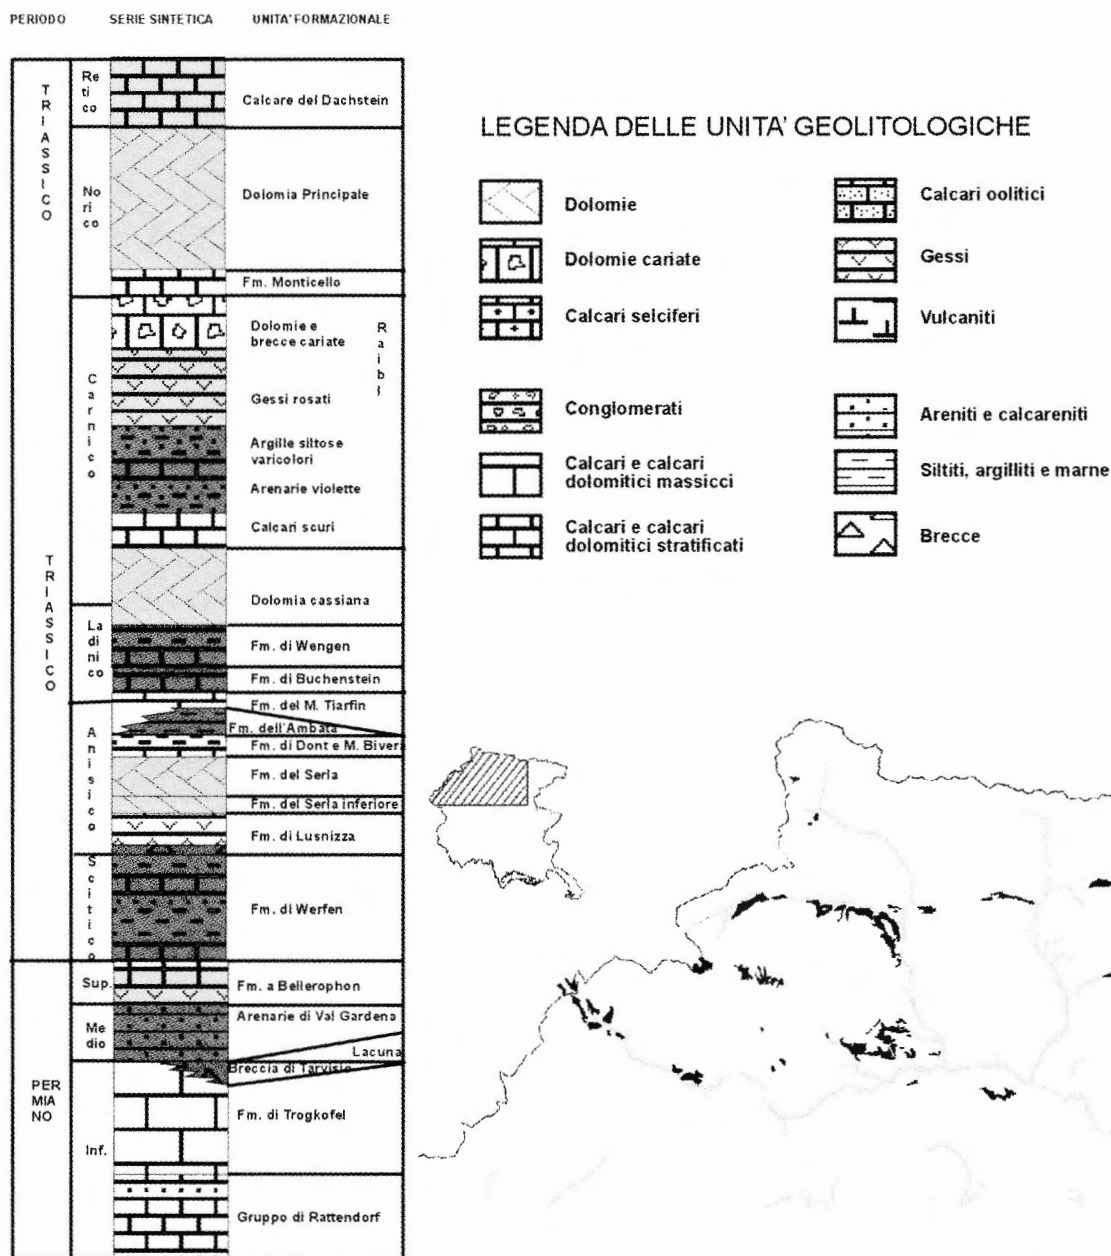 PERIODO SERIE SINTETICA UNITA' FORMAZIONALE
TRIASSICO
Re
ti
co
Calcare del Dachstein
No
ri
co
Dolomia Principale
Fm. Monticello
Carnico
Dolomie e
brecce cariate
Raibl
Gessi rosati
Argille siltose
varicolori
Arenarie violette
Calcari scuri
TRIASSICO
Dolomia cassiana
La
di
ni
co
Fm. di Wengen
Fm. di Buchenstein
Anisico
Fm. del M. Tiarfin
Fm. dell'Ambata
Fm. di Dont e M. Bivera
Fm. del Serla
Fm. del Serla inferiore
Fm. di Lusnizza
Scitico
Fm. di Werfen
PER
MIA
NO
Sup.
Fm. a Bellerophon
Me
dio
Arenarie di Val Gardena
Lacuna
Breccia di Tarvisio
Inf.
Fm. di Trogkofel
Gruppo di Rattendorf
LEGENDA DELLE UNITA' GEOLITOLOGICHE
Dolomie
Dolomie cariate
Calcari selciferi
Conglomerati
Calcari e calcari
dolomitici massicci
Calcari e calcari
dolomitici stratificati
Calcari oolitici
Gessi
Vulcaniti
Areniti e calcareniti
Siltiti, argilliti e marne
Brecce